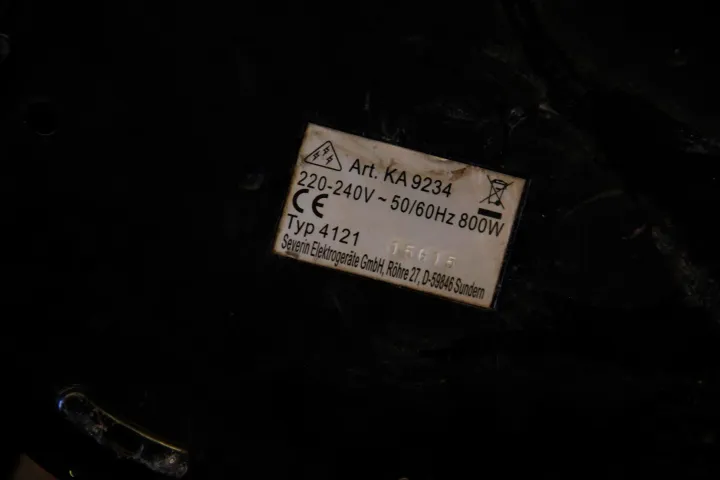 Art. KA 9234
220-240V ~ 50/60Hz 800W
CE
Typ 4121
Severin Elektrogeräte GmbH, Röhre 27, D-59846 Sundern